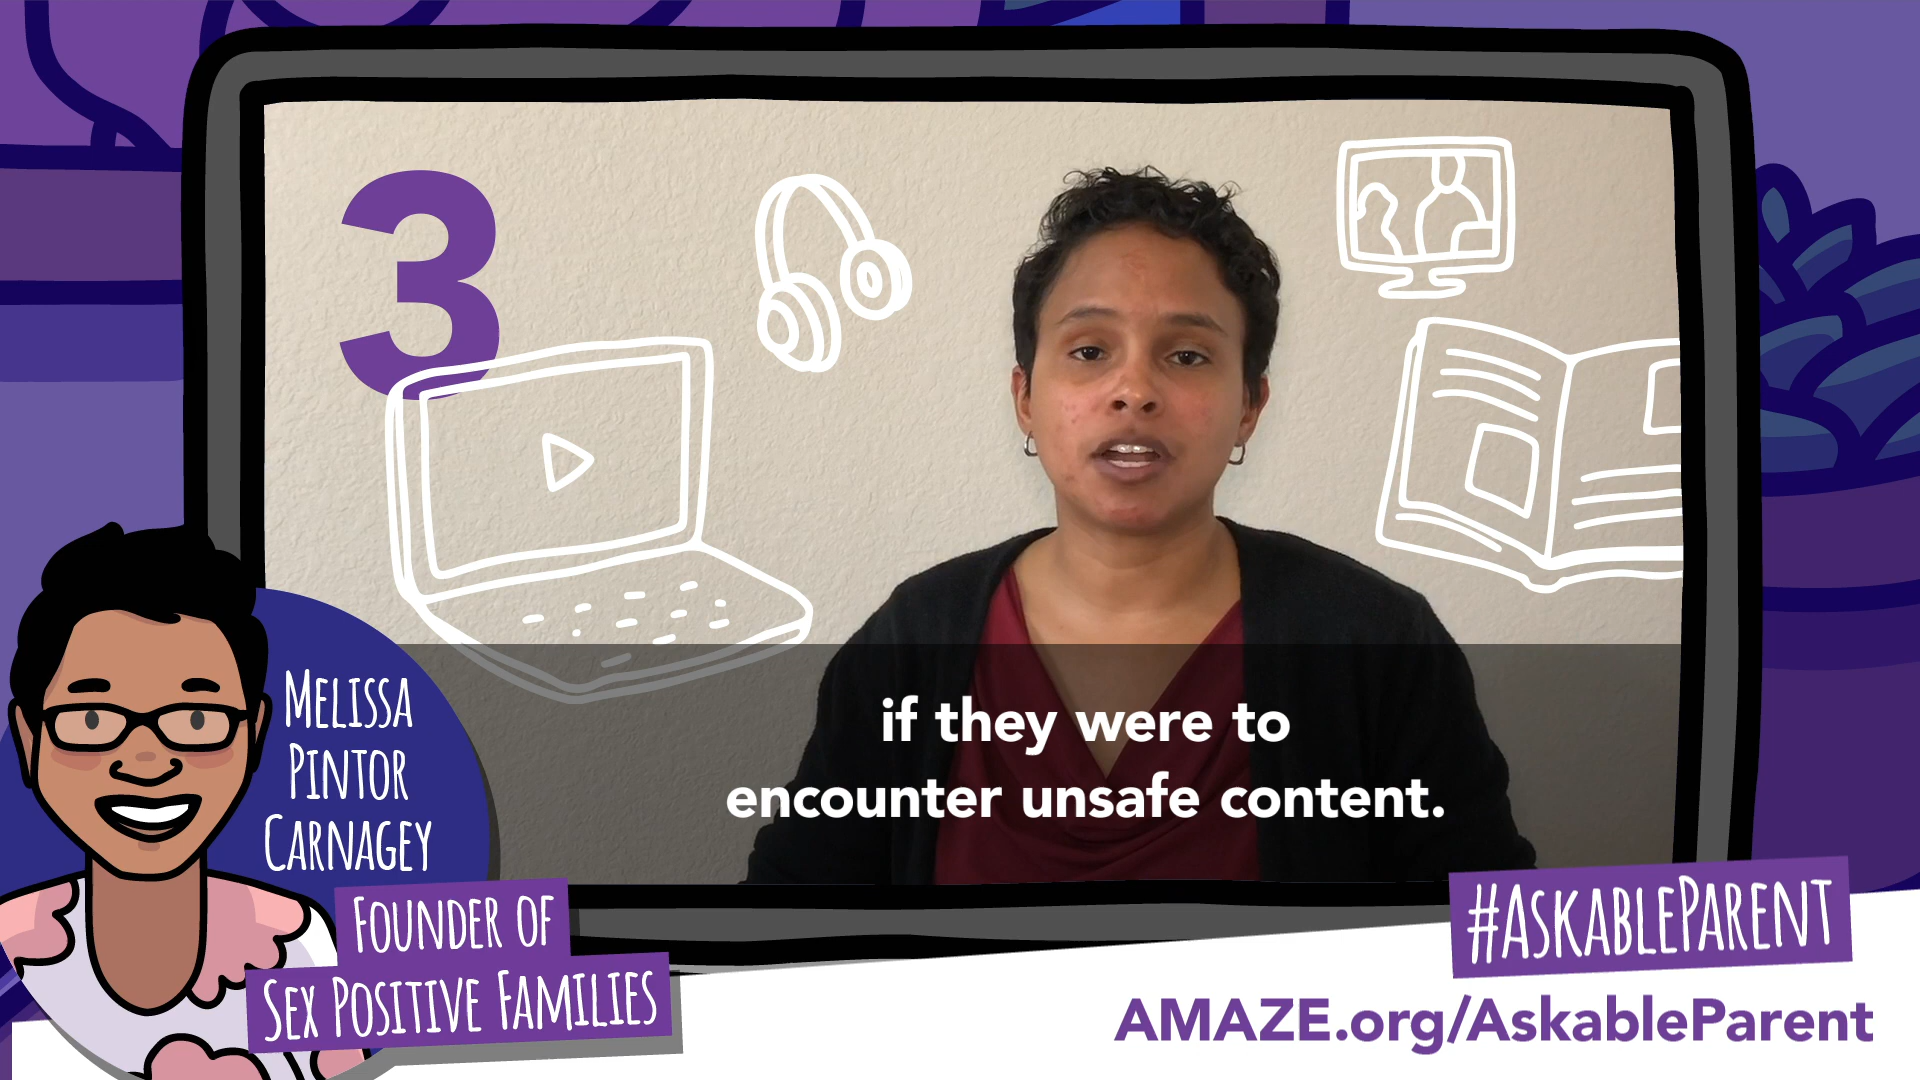 3
if they were to
encounter unsafe content.
MELISSA
PINTOR
CARNAGEY
FOUNDER OF
SEX POSITIVE FAMILIES
#ASKABLEPARENT
AMAZE.org/AskableParent